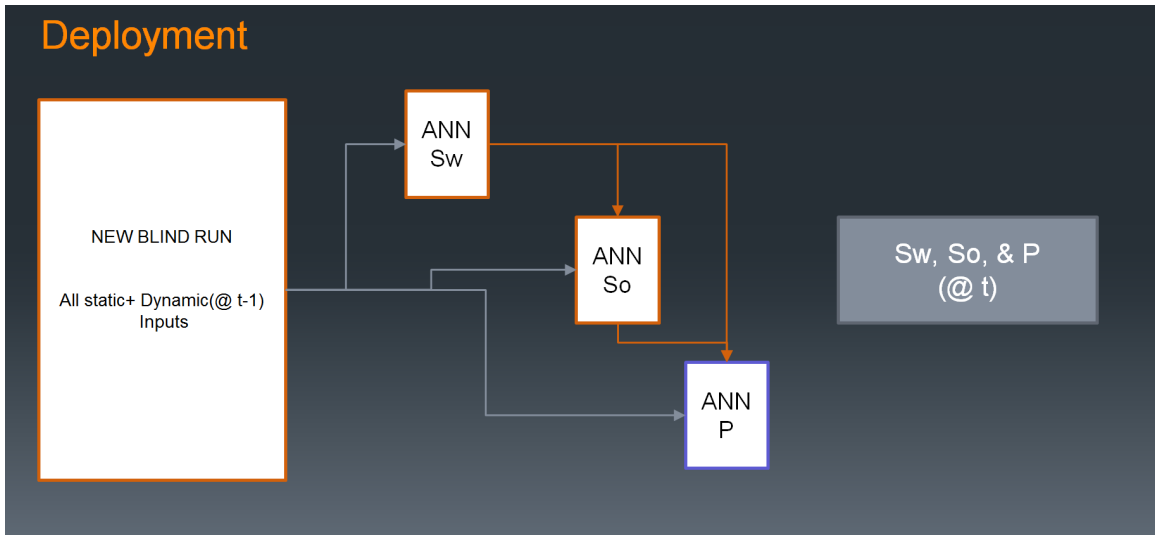 Deployment
ANN
Sw
NEW BLIND RUN
All static+ Dynamic(@ t-1)
Inputs
ANN
So
Sw, So, & P
(@ t)
ANN
P